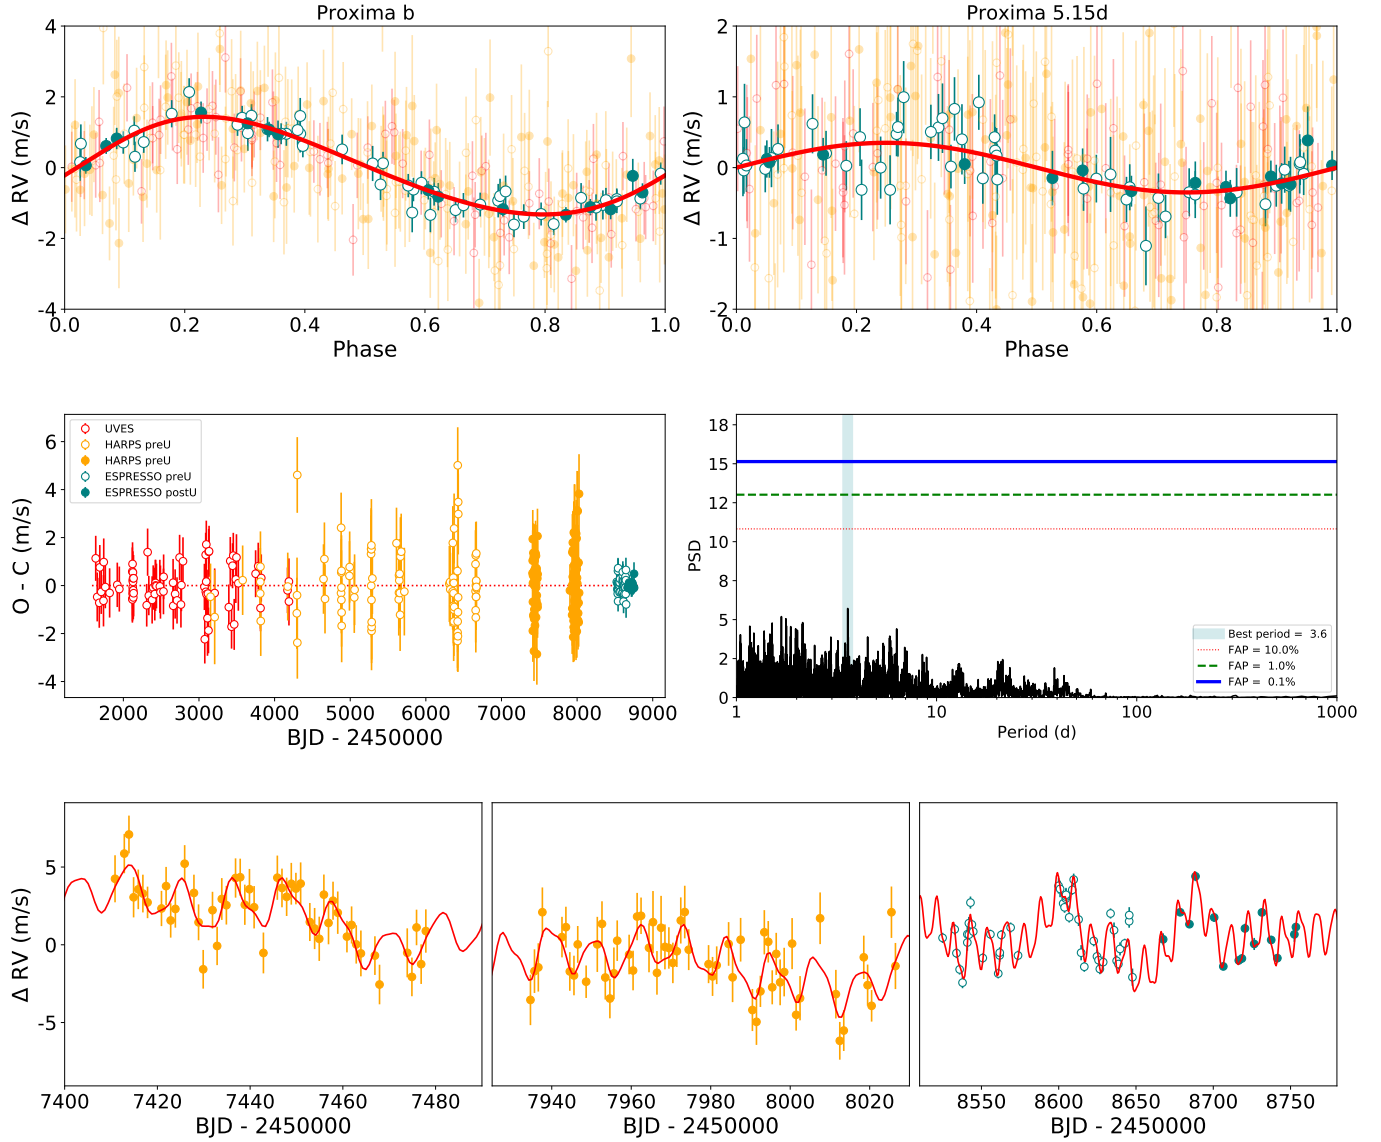 Proxima b
4
2
0
-2
-4
Δ RV (m/s)
0.0 0.2 0.4 0.6 0.8 1.0
Phase
Proxima 5.15d
2
1
0
-1
-2
Δ RV (m/s)
0.0 0.2 0.4 0.6 0.8 1.0
Phase
UVES
HARPS preU
HARPS preU
ESPRESSO preU
ESPRESSO postU
6
4
2
0
-2
-4
O - C (m/s)
2000 3000 4000 5000 6000 7000 8000 9000
BJD - 2450000
18
15
12
10
8
5
2
0
PSD
Best period = 3.6
FAP = 10.0%
FAP = 1.0%
FAP = 0.1%
1 10 100 1000
Period (d)
5
0
-5
Δ RV (m/s)
7400 7420 7440 7460 7480
BJD - 2450000
7940 7960 7980 8000 8020
BJD - 2450000
8550 8600 8650 8700 8750
BJD - 2450000